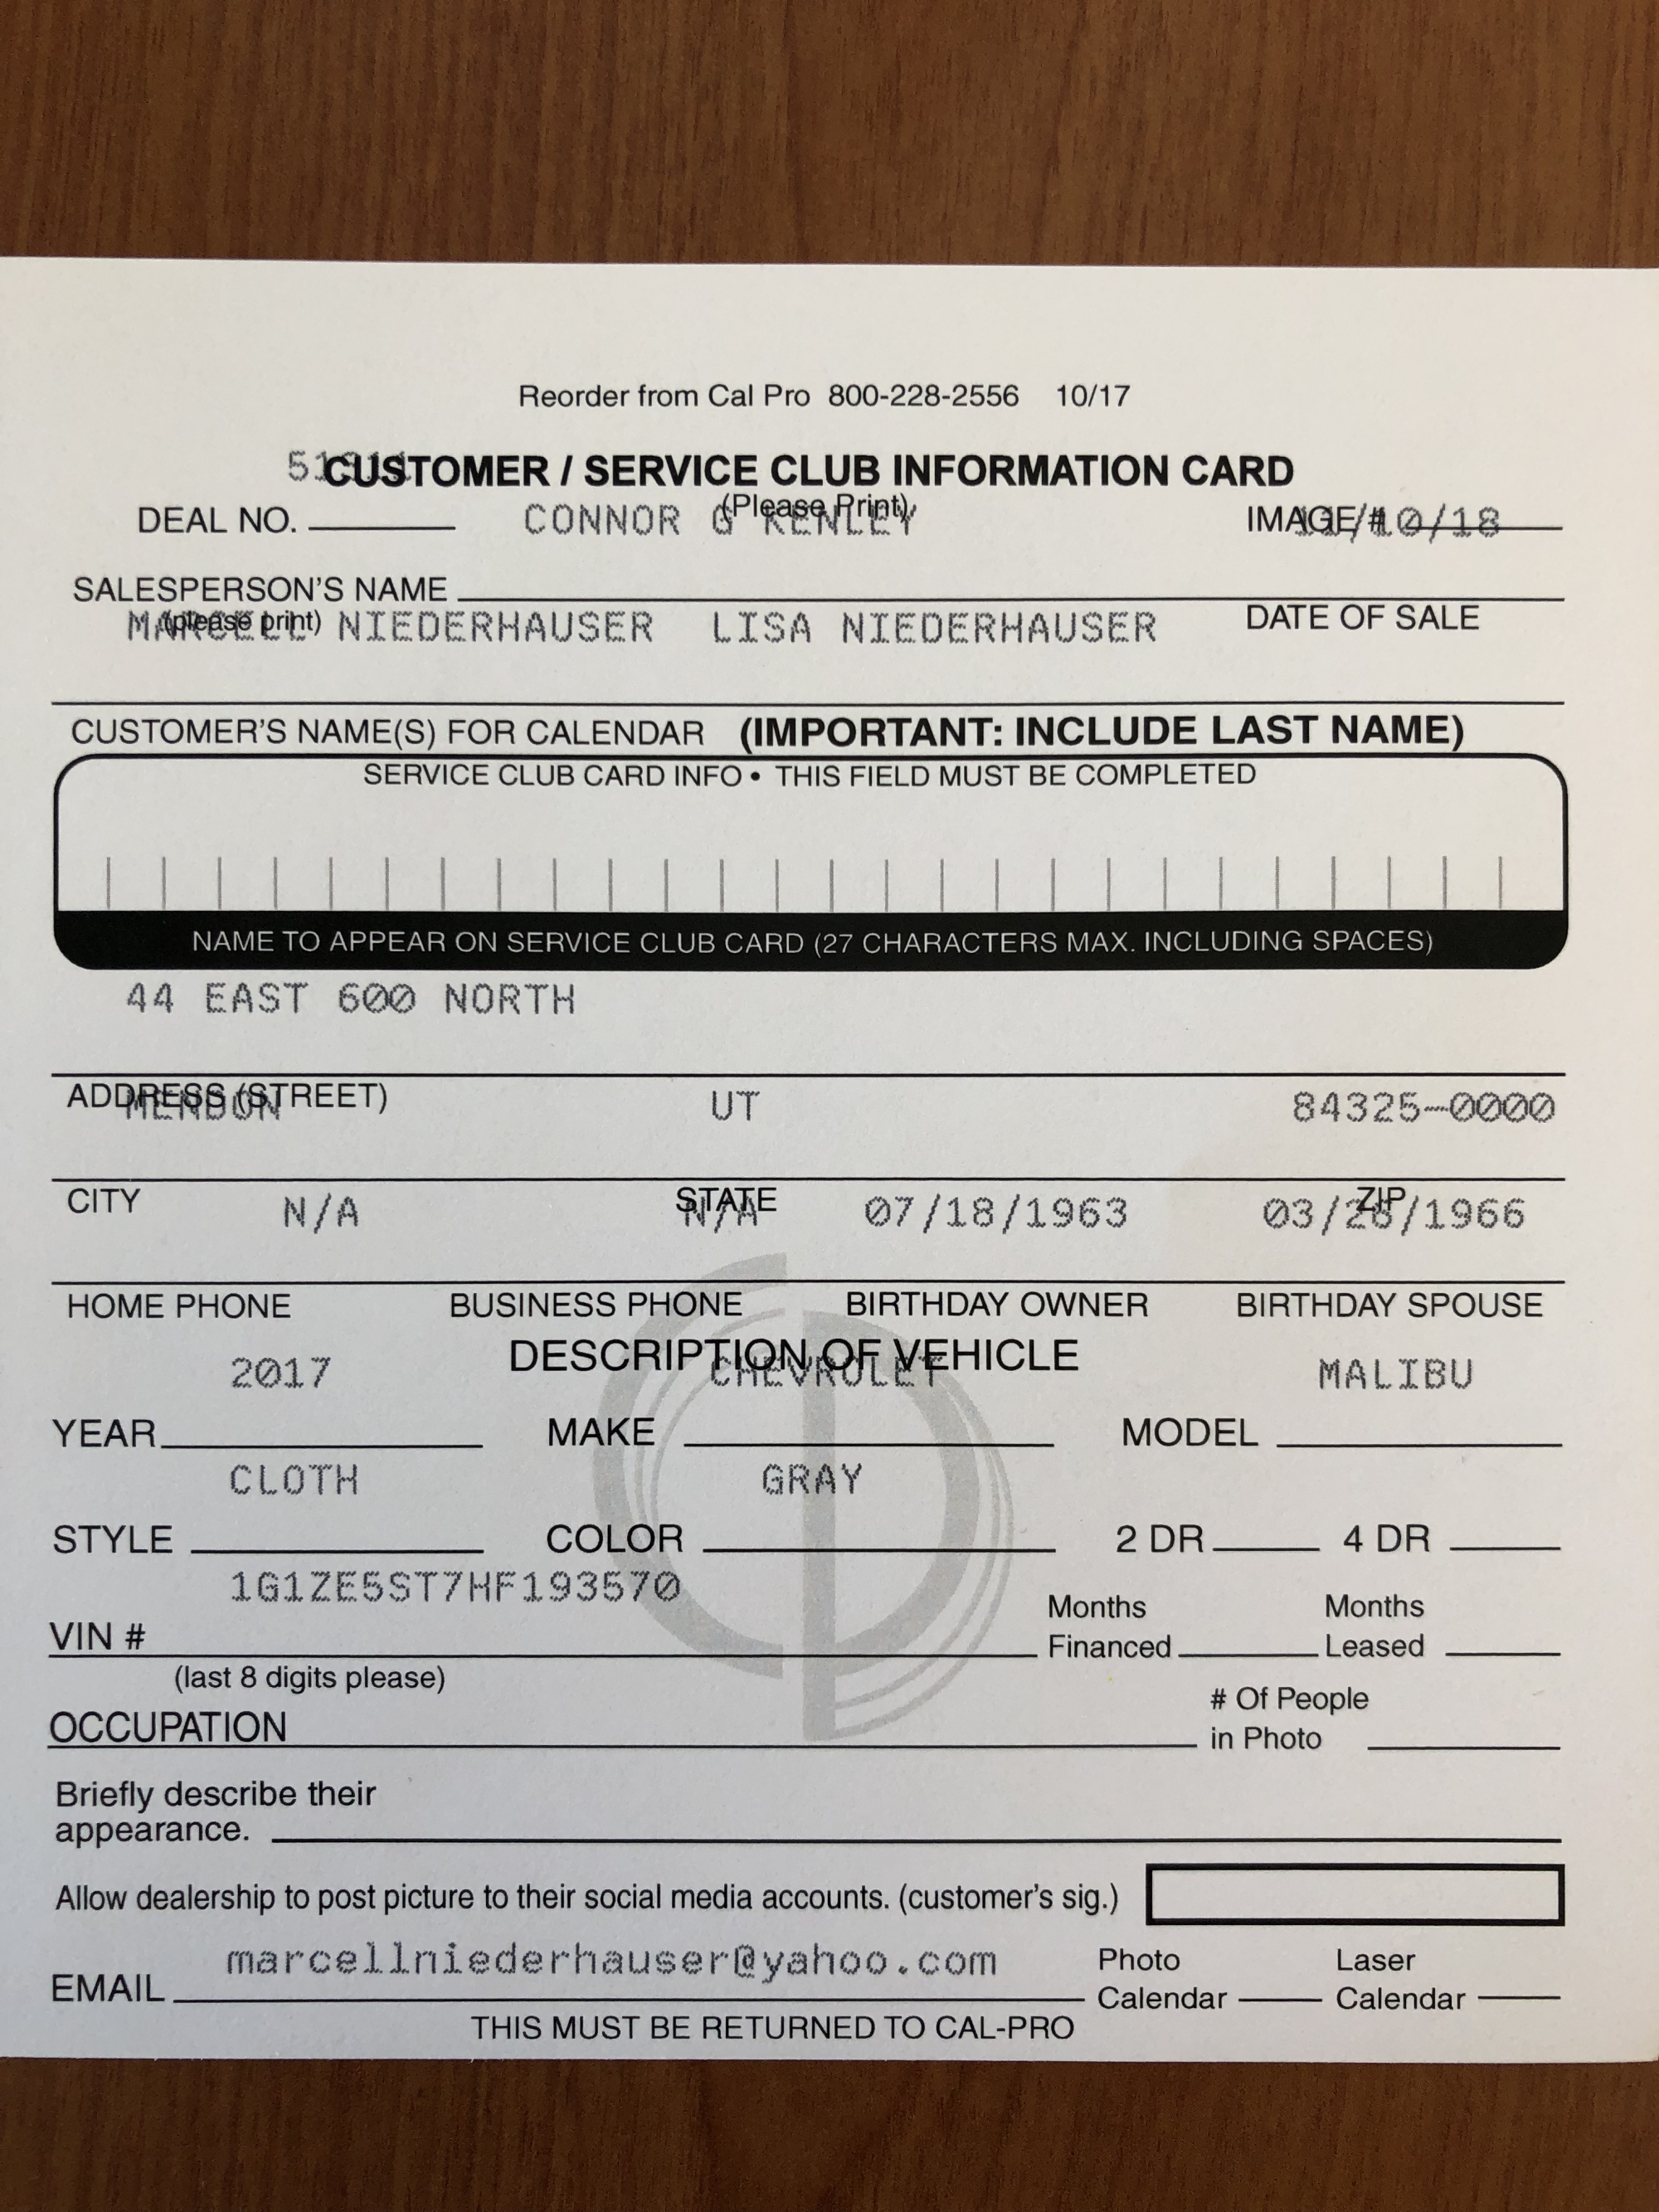 Reorder from Cal Pro 800-228-2556 10/17
CUSTOMER / SERVICE CLUB INFORMATION CARD
(Please Print)
DEAL NO. CONNOR G KENLEY IMAGE #
SALESPERSON'S NAME
(please print) MARCELL NIEDERHAUSER LISA NIEDERHAUSER DATE OF SALE
CUSTOMER'S NAME(S) FOR CALENDAR (IMPORTANT: INCLUDE LAST NAME)
SERVICE CLUB CARD INFO • THIS FIELD MUST BE COMPLETED
NAME TO APPEAR ON SERVICE CLUB CARD (27 CHARACTERS MAX. INCLUDING SPACES)
44 EAST 600 NORTH
ADDRESS (STREET)
MENDON UT 84325-0000
CITY STATE ZIP
N/A N/A 07/18/1963
HOME PHONE BUSINESS PHONE BIRTHDAY OWNER BIRTHDAY SPOUSE
DESCRIPTION OF VEHICLE
2017 CHEVROLET MALIBU
YEAR MAKE MODEL
CLOTH GRAY
STYLE COLOR 2 DR 4 DR
1G1ZE5ST7HF193570
VIN # Months Financed Months Leased
(last 8 digits please)
OCCUPATION # Of People in Photo
Briefly describe their
appearance.
Allow dealership to post picture to their social media accounts. (customer's sig.)
marcellniederhauser@yahoo.com
EMAIL Photo Calendar Laser Calendar
THIS MUST BE RETURNED TO CAL-PRO